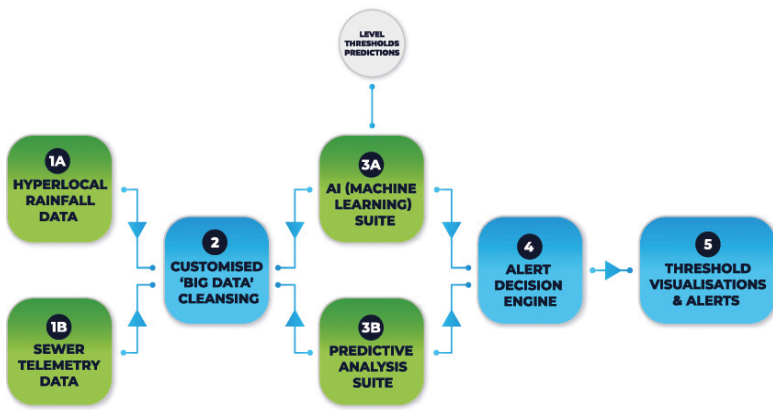 LEVEL
THRESHOLDS
PREDICTIONS
1A
HYPERLOCAL
RAINFALL
DATA
1B
SEWER
TELEMETRY
DATA
2
CUSTOMISED
‘BIG DATA’
CLEANSING
3A
AI (MACHINE
LEARNING)
SUITE
3B
PREDICTIVE
ANALYSIS
SUITE
4
ALERT
DECISION
ENGINE
5
THRESHOLD
VISUALISATIONS
& ALERTS